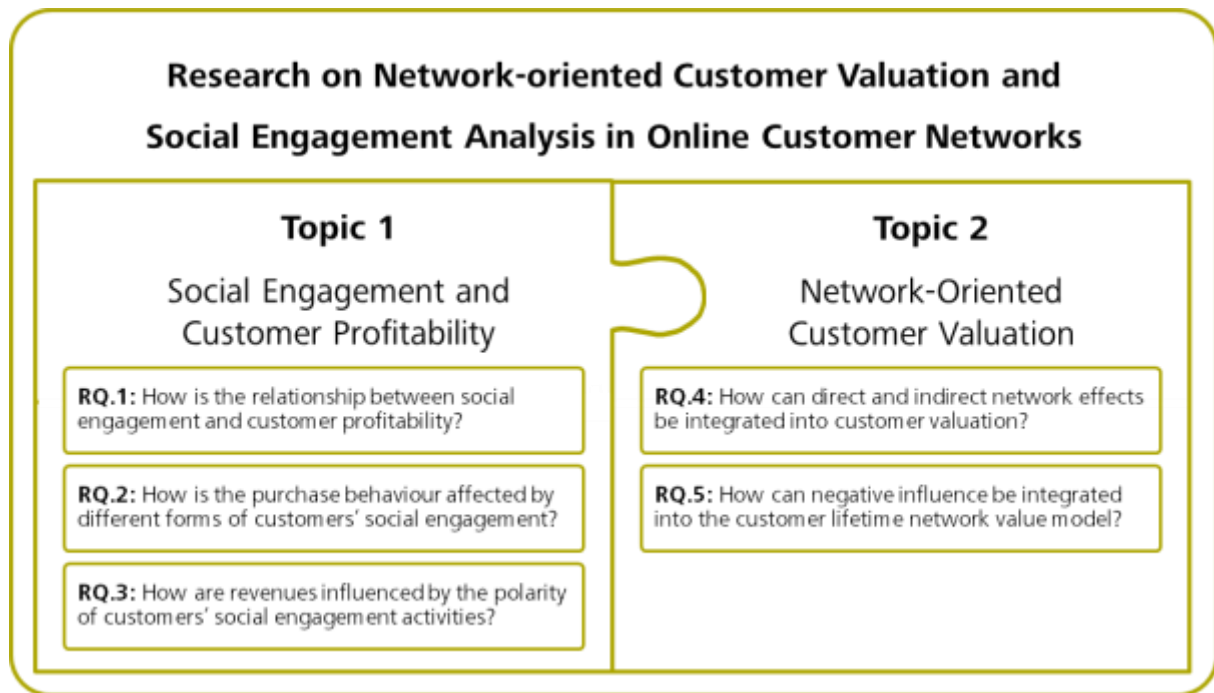 Research on Network-oriented Customer Valuation and
Social Engagement Analysis in Online Customer Networks
Topic 1
Social Engagement and
Customer Profitability
RQ.1: How is the relationship between social
engagement and customer profitability?
RQ.2: How is the purchase behaviour affected by
different forms of customers' social engagement?
RQ.3: How are revenues influenced by the polarity
of customers' social engagement activities?
Topic 2
Network-Oriented
Customer Valuation
RQ.4: How can direct and indirect network effects
be integrated into customer valuation?
RQ.5: How can negative influence be integrated
into the customer lifetime network value model?